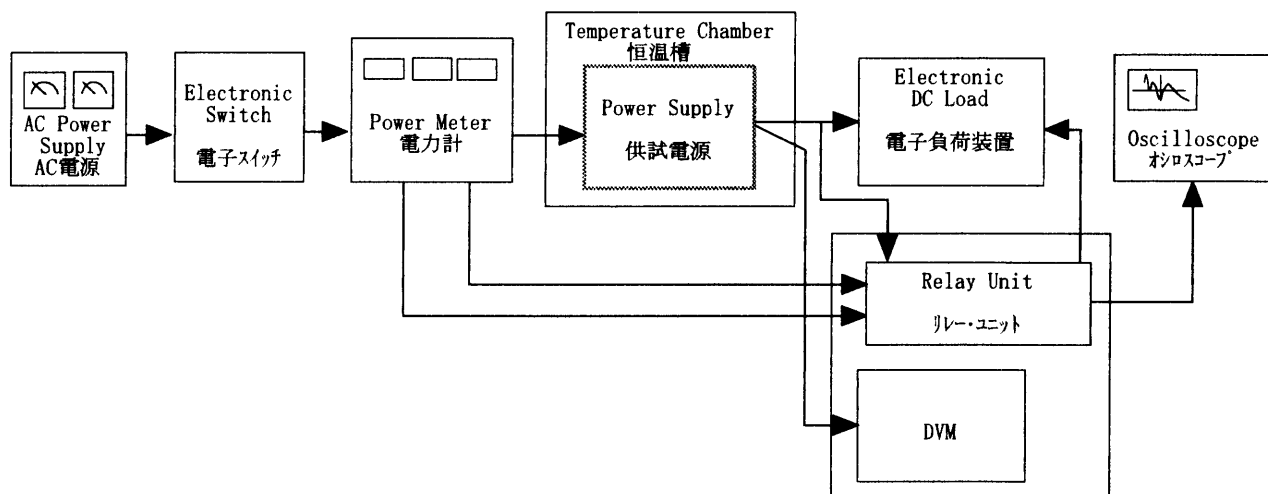 AC Power
Supply
AC電源
Electronic
Switch
電子スイッチ
Power Meter
電力計
Temperature Chamber
恒温槽
Power Supply
供試電源
Electronic
DC Load
電子負荷装置
Oscilloscope
オシロスコープ
Relay Unit
リレー・ユニット
DVM